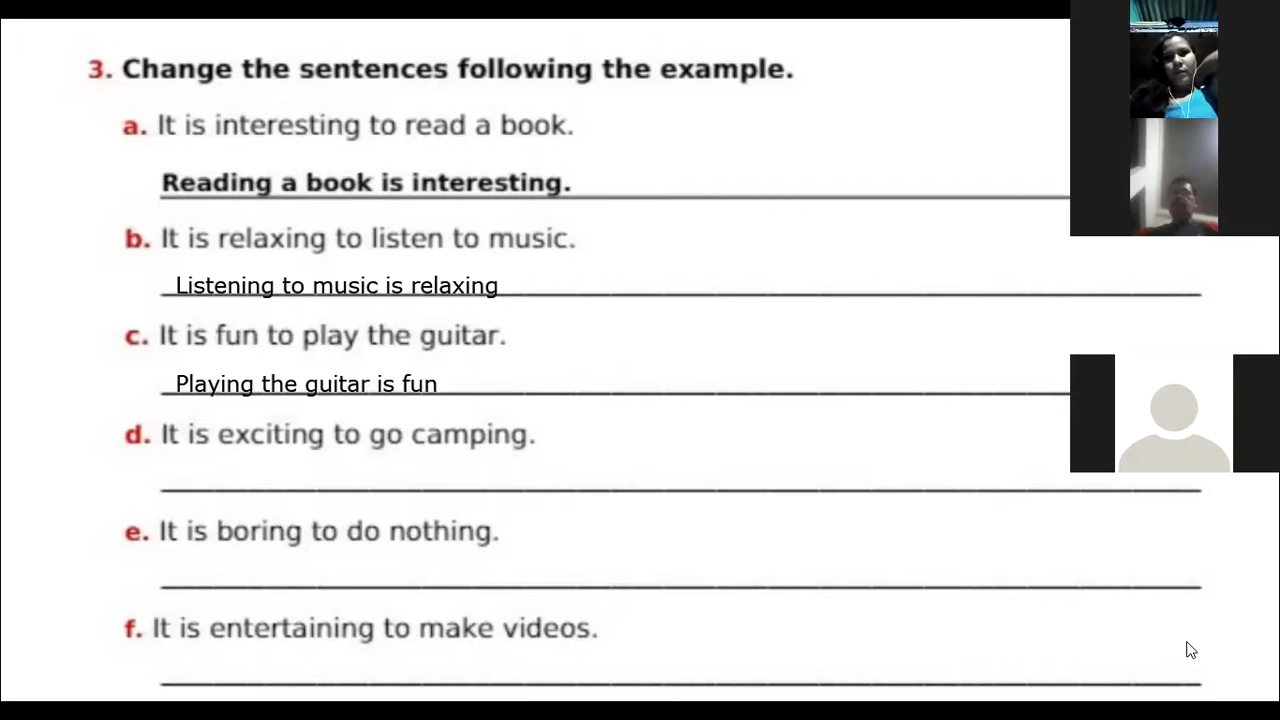 3. Change the sentences following the example.
a. It is interesting to read a book.
Reading a book is interesting.
b. It is relaxing to listen to music.
Listening to music is relaxing
c. It is fun to play the guitar.
Playing the guitar is fun
d. It is exciting to go camping.
e. It is boring to do nothing.
f. It is entertaining to make videos.